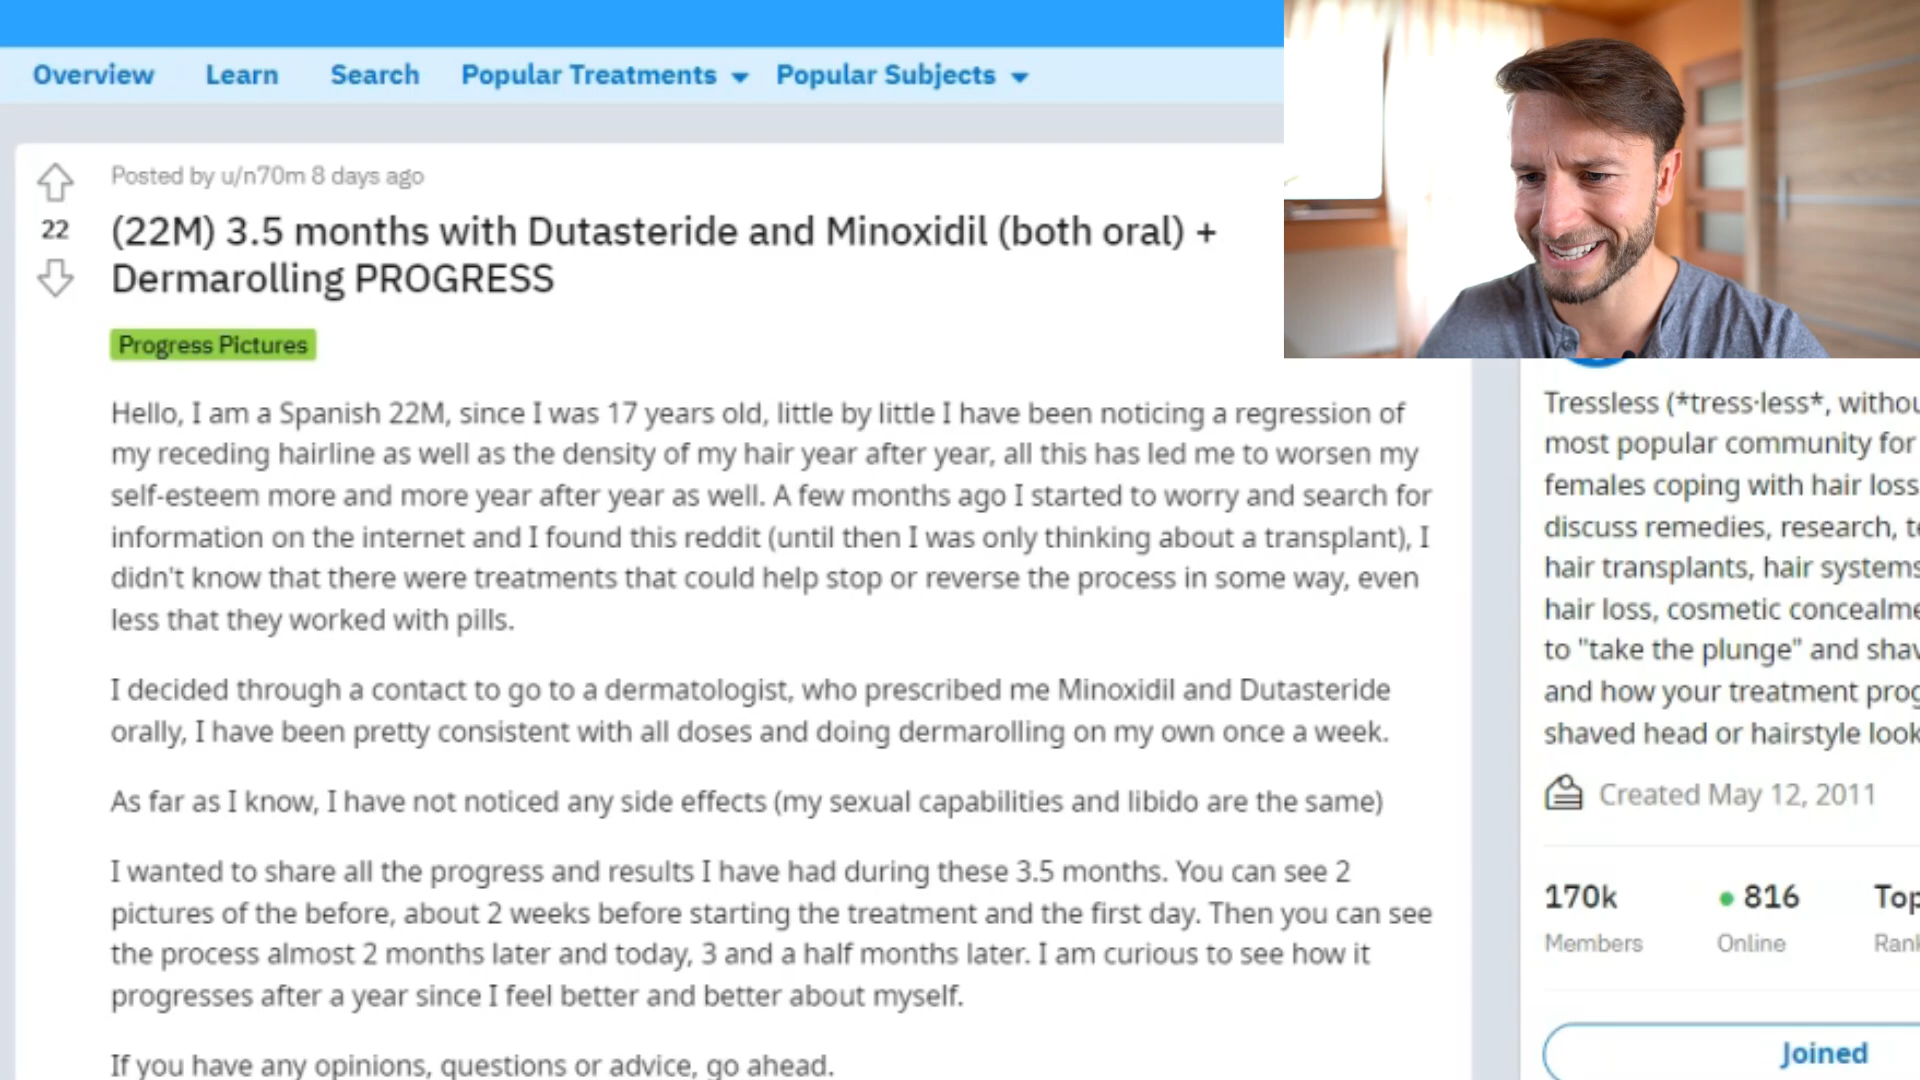 Overview Learn Search Popular Treatments Popular Subjects
Posted by u/n70m 8 days ago
22
(22M) 3.5 months with Dutasteride and Minoxidil (both oral) +
Dermarolling PROGRESS
Progress Pictures
Hello, I am a Spanish 22M, since I was 17 years old, little by little I have been noticing a regression of
my receding hairline as well as the density of my hair year after year, all this has led me to worsen my
self-esteem more and more year after year as well. A few months ago I started to worry and search for
information on the internet and I found this reddit (until then I was only thinking about a transplant), I
didn't know that there were treatments that could help stop or reverse the process in some way, even
less that they worked with pills.
I decided through a contact to go to a dermatologist, who prescribed me Minoxidil and Dutasteride
orally, I have been pretty consistent with all doses and doing dermarolling on my own once a week.
As far as I know, I have not noticed any side effects (my sexual capabilities and libido are the same)
I wanted to share all the progress and results I have had during these 3.5 months. You can see 2
pictures of the before, about 2 weeks before starting the treatment and the first day. Then you can see
the process almost 2 months later and today, 3 and a half months later. I am curious to see how it
progresses after a year since I feel better and better about myself.
If you have any opinions, questions or advice, go ahead.
Tressless (*tress·less*, withou
most popular community for
females coping with hair loss
discuss remedies, research, te
hair transplants, hair systems
hair loss, cosmetic concealme
to "take the plunge" and shav
and how your treatment prog
shaved head or hairstyle look
Created May 12, 2011
170k 816 Top
Members Online Rank
Joined